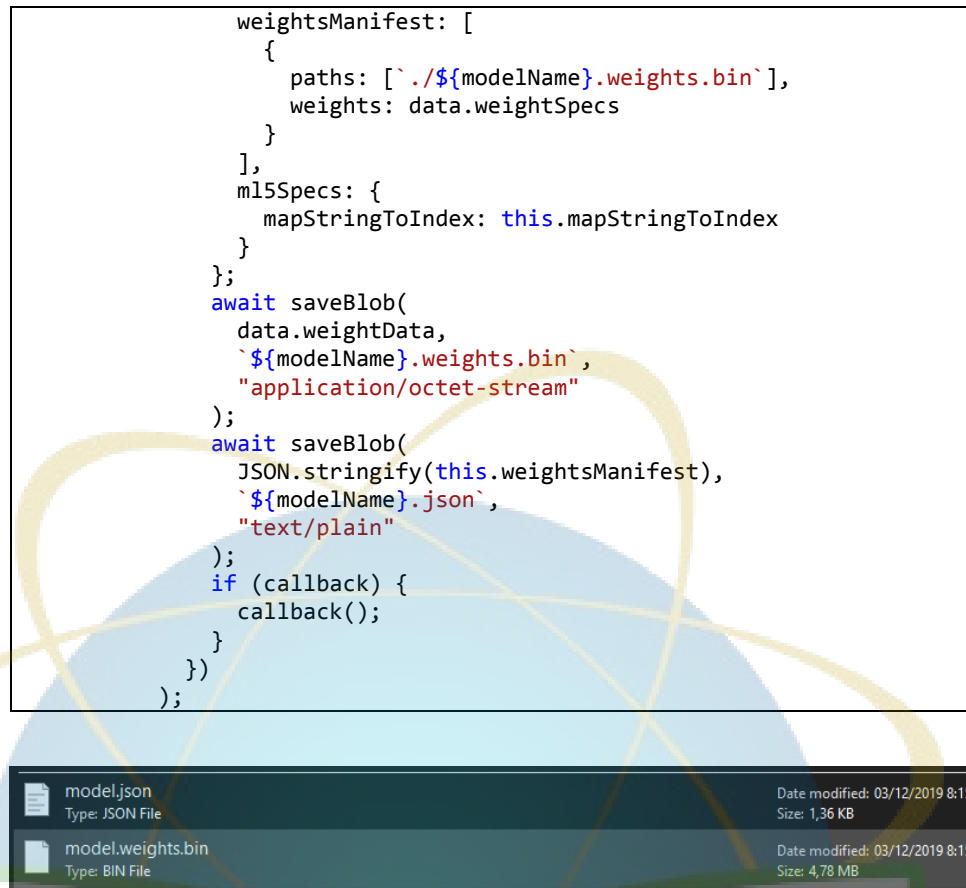 weightsManifest: [
{
paths: [`./${modelName}.weights.bin`],
weights: data.weightSpecs
}
],
ml5Specs: {
mapStringToIndex: this.mapStringToIndex
}
};
await saveBlob(
data.weightData,
`${modelName}.weights.bin`,
"application/octet-stream"
);
await saveBlob(
JSON.stringify(this.weightsManifest),
`${modelName}.json`,
"text/plain"
);
if (callback) {
callback();
}
})
);
model.json Date modified: 03/12/2019
Type: JSON File Size: 1,36 KB
model.weights.bin Date modified: 03/12/2019
Type: BIN File Size: 4,78 MB